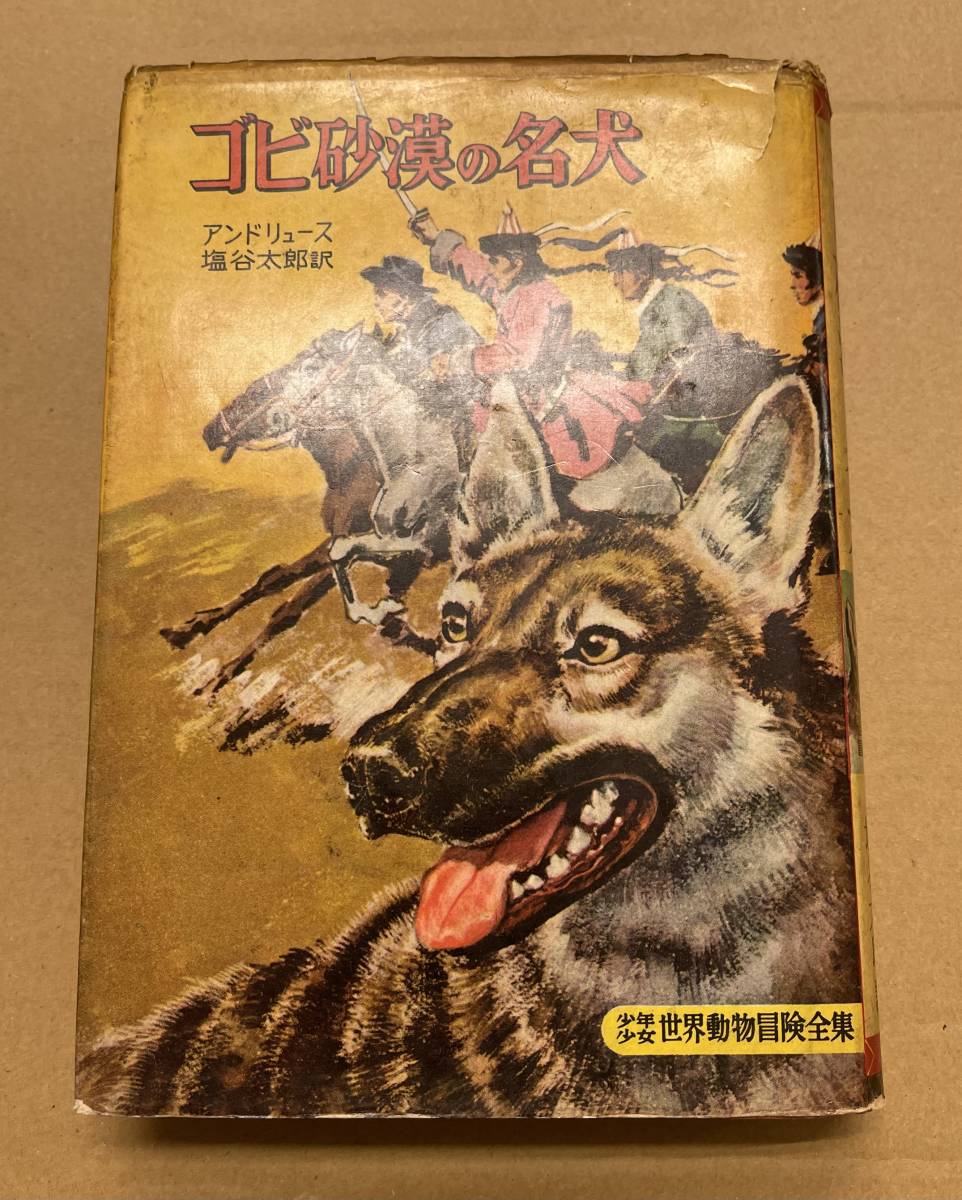 ゴビ砂漠の名犬
アンドリュース
塩谷太郎訳
少年少女世界動物冒険全集